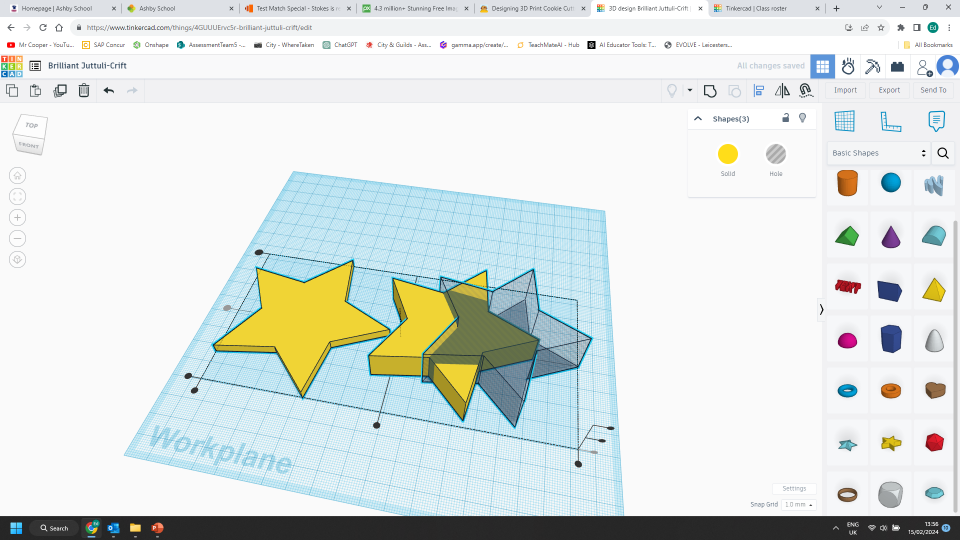 Homepage | Ashby School
Ashby School
Test Match Special - Stokes is r
4.3 million+ Stunning Free Ima
Designing 3D Print Cookie Cutt
3D design Brilliant Juttuli-Crift
Tinkercad | Class roster
https://www.tinkercad.com/things/4GUUUErvc5r-brilliant-juttuli-crift/edit
Ed
Mr Cooper - YouTu...
SAP Concur
Onshape
AssessmentTeam5 -...
City - WhereTaken
ChatGPT
City & Guilds - Ass...
gamma.app/create/...
TeachMateAI - Hub
AI Educator Tools: T...
EVOLVE - Leicesters...
All Bookmarks
TIN
KER
CAD
Brilliant Juttuli-Crift
All changes saved
Import
Export
Send To
TOP
FRONT
Shapes(3)
Solid
Hole
Basic Shapes
TEXT
Workplane
Settings
Snap Grid
1.0 mm
Search
ENG
UK
13:56
15/02/2024